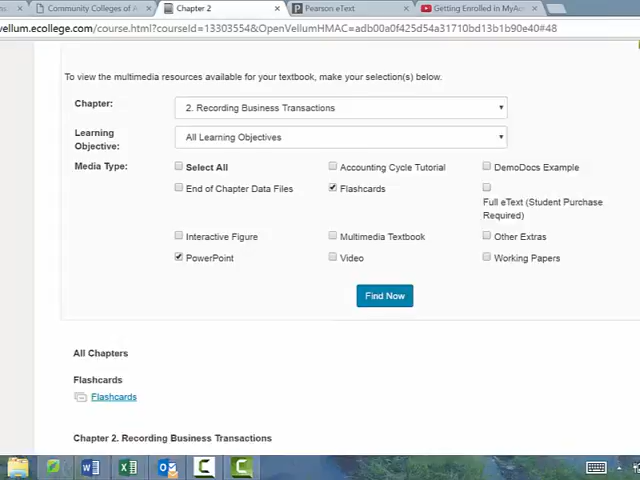 Community Colleges of A
Chapter 2
Pearson eText
Getting Enrolled in MyAc
vellum.ecollege.com/course.html?courseId=13303554&OpenVellumHMAC=adb00a0f425d54a31710bd13b1b90e40#48
To view the multimedia resources available for your textbook, make your selection(s) below.
Chapter:
2. Recording Business Transactions
Learning
Objective:
All Learning Objectives
Media Type:
Select All
Accounting Cycle Tutorial
DemoDocs Example
End of Chapter Data Files
Flashcards
Full eText (Student Purchase
Required)
Interactive Figure
Multimedia Textbook
Other Extras
PowerPoint
Video
Working Papers
Find Now
All Chapters
Flashcards
Flashcards
Chapter 2. Recording Business Transactions